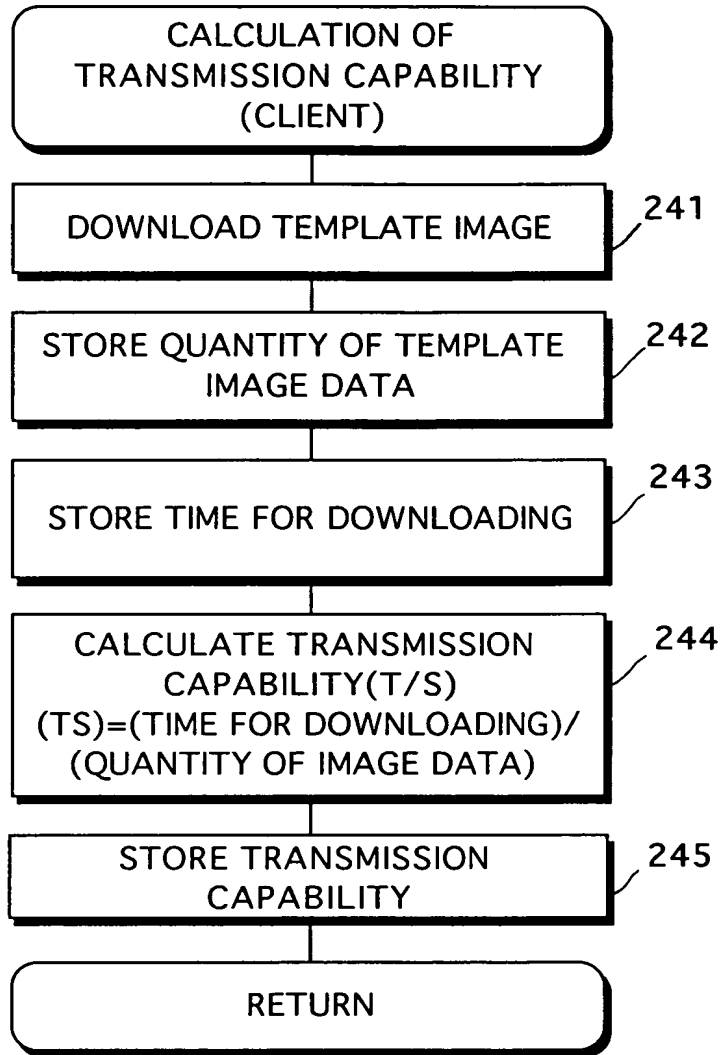 CALCULATION OF
TRANSMISSION CAPABILITY
(CLIENT)
DOWNLOAD TEMPLATE IMAGE
241
STORE QUANTITY OF TEMPLATE
IMAGE DATA
242
STORE TIME FOR DOWNLOADING
243
CALCULATE TRANSMISSION
CAPABILITY(T/S)
(TS)=(TIME FOR DOWNLOADING)/
(QUANTITY OF IMAGE DATA)
244
STORE TRANSMISSION
CAPABILITY
245
RETURN